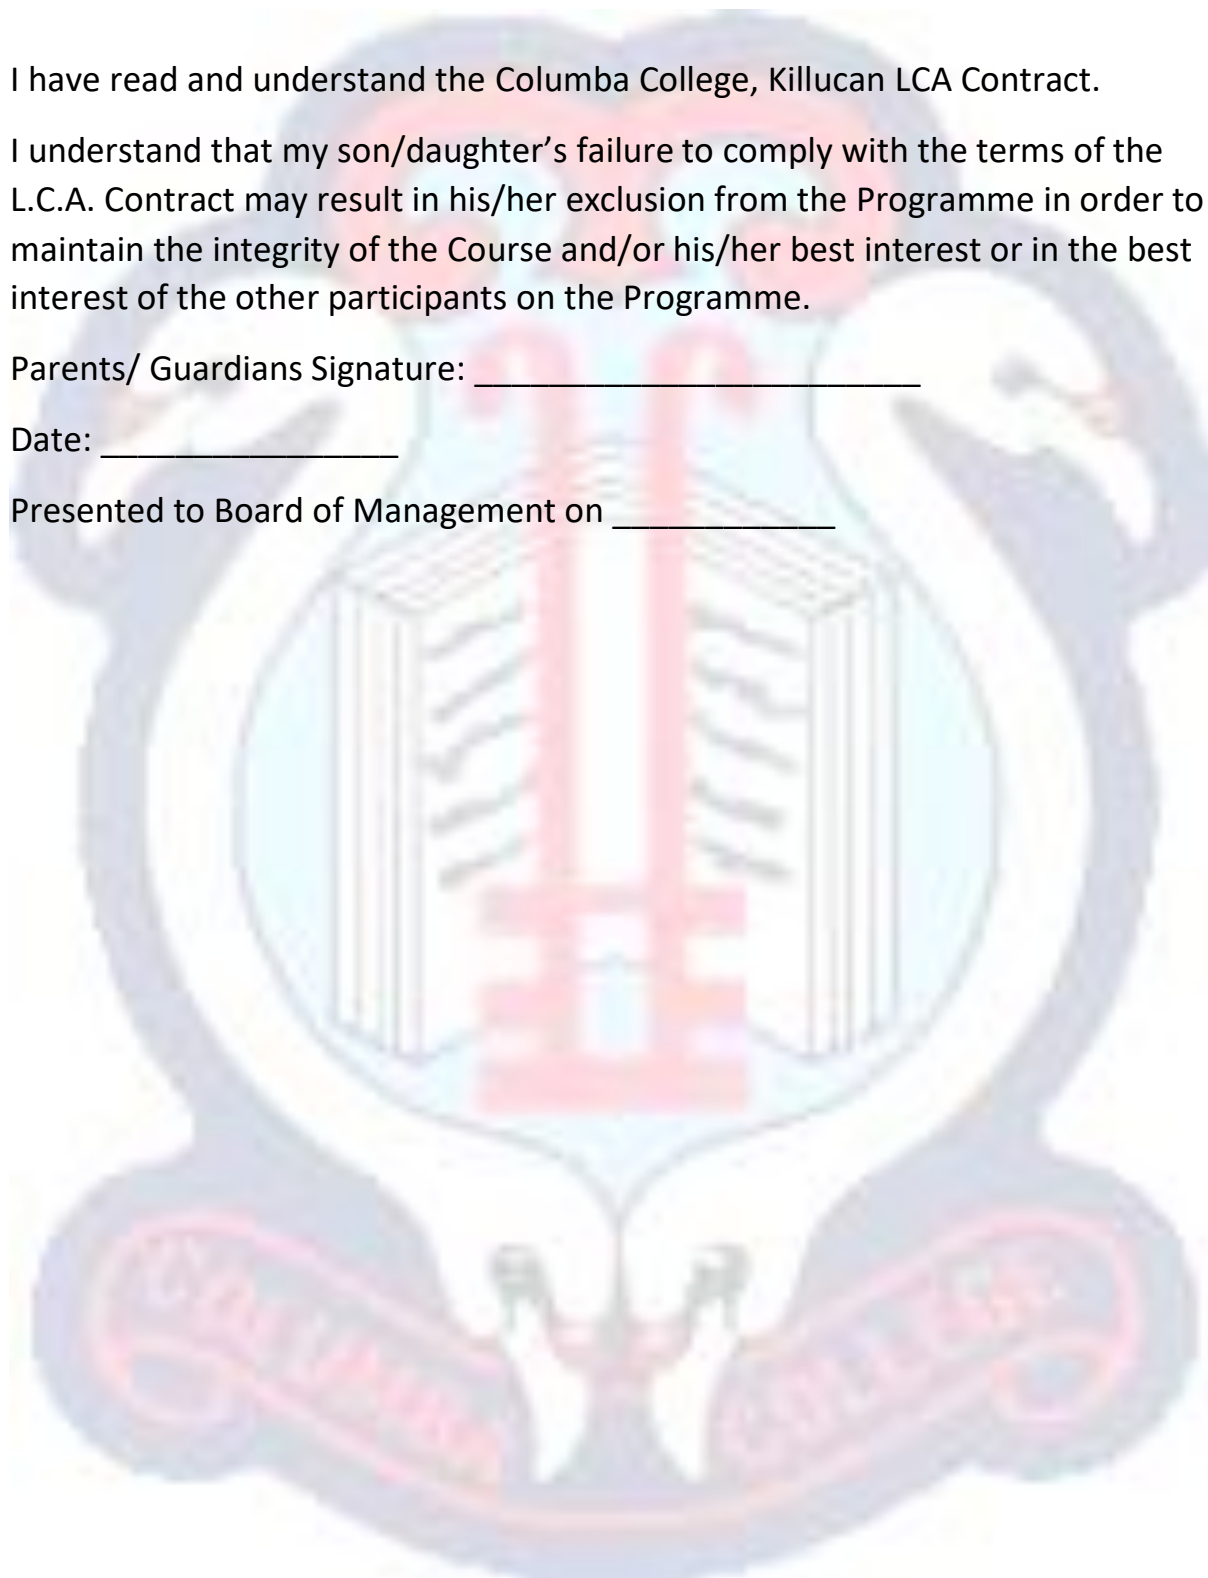 I have read and understand the Columba College, Killucan LCA Contract.
I understand that my son/daughter’s failure to comply with the terms of the
L.C.A. Contract may result in his/her exclusion from the Programme in order to
maintain the integrity of the Course and/or his/her best interest or in the best
interest of the other participants on the Programme.
Parents/ Guardians Signature: ________________________
Date: ________________
Presented to Board of Management on ____________
COLUMBA COLLEGE